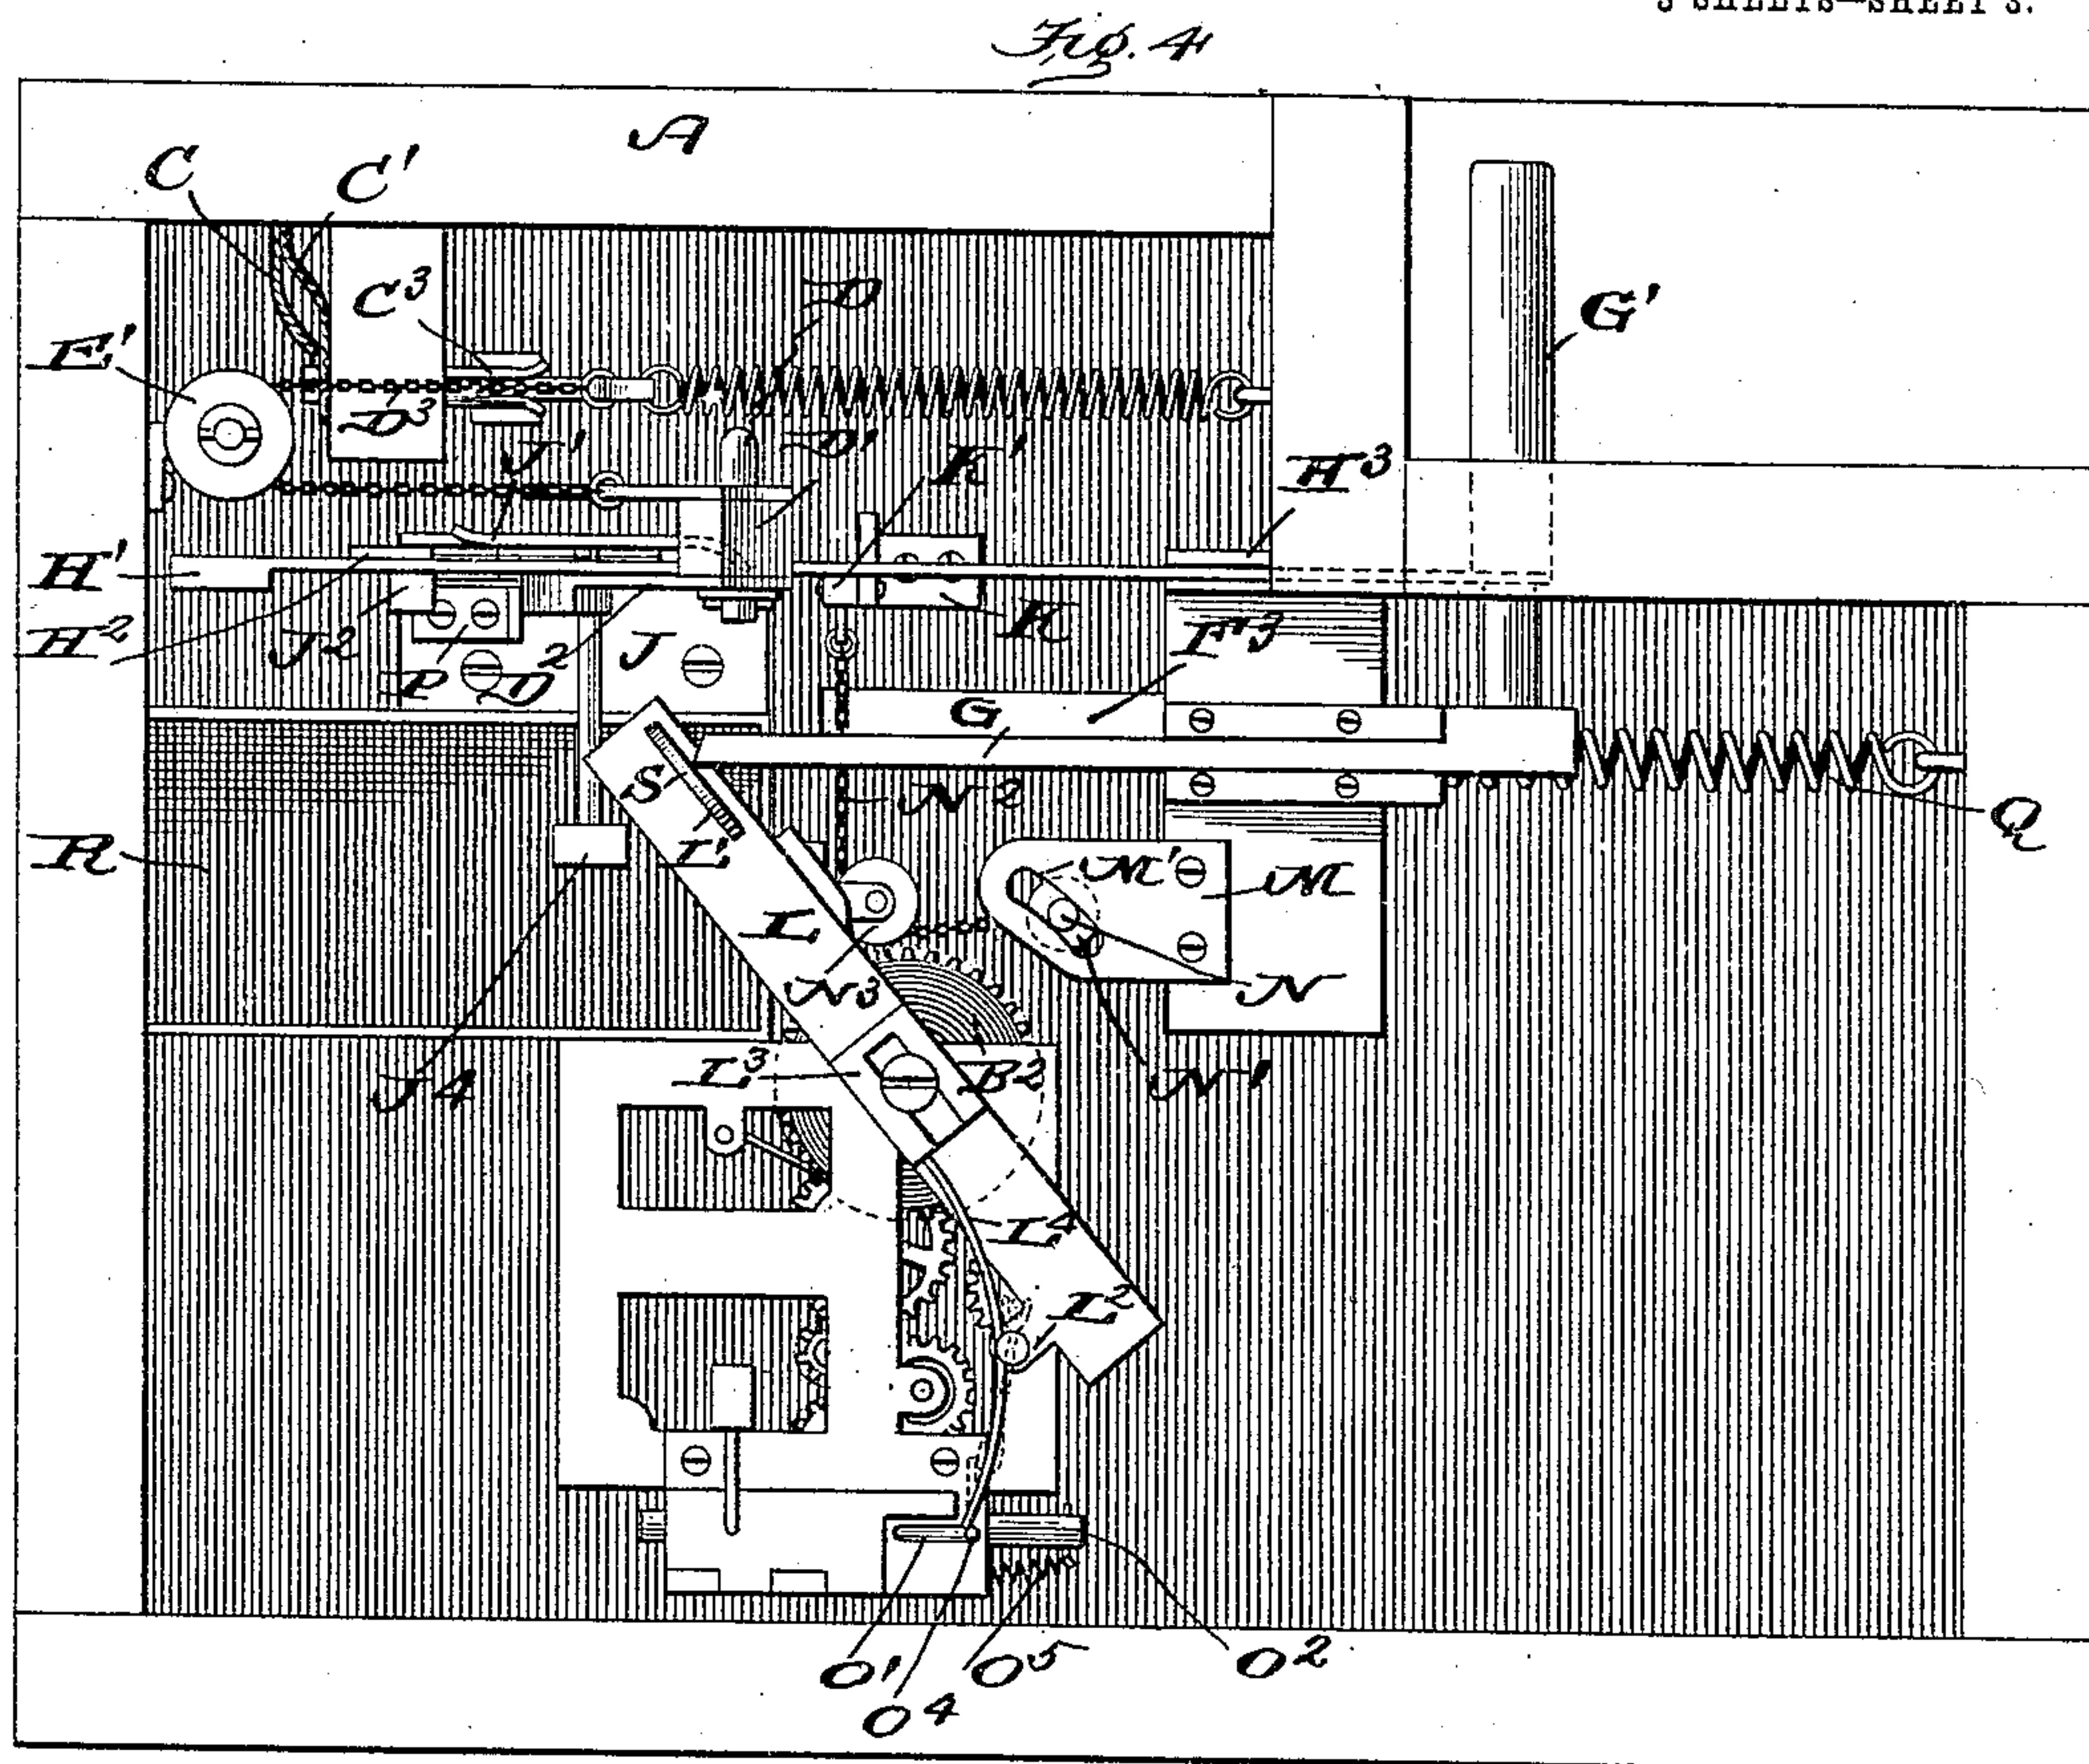 3 SHEETS—SHEET 3.
Fig. 4
A
C
C'
C³
D
G'
E'
D³
J'
D'
K'
H³
H'
H²
J²
P
D²
J
K
F³
G
S
L'
N²
Q
R
L
M'
M
N³
N
J⁴
L³
B²
N'
L⁴
L²
O'
O⁴
O⁵
O²